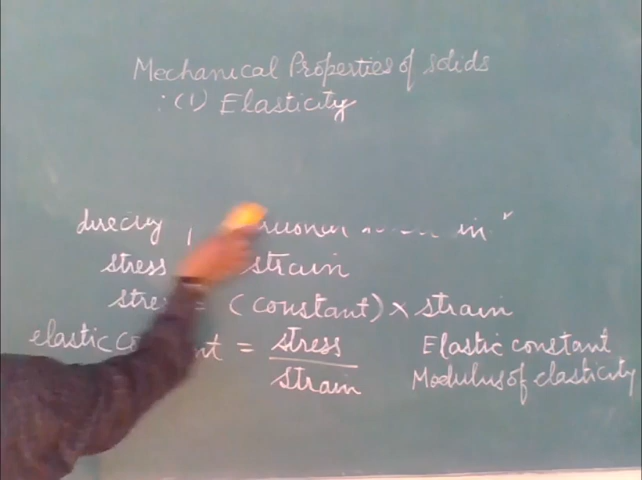 Mechanical Properties of solids
:(1) Elasticity
directly in
stress strain
stress = (constant) × strain
elastic constant = stress / strain
Elastic constant
Modulus of elasticity